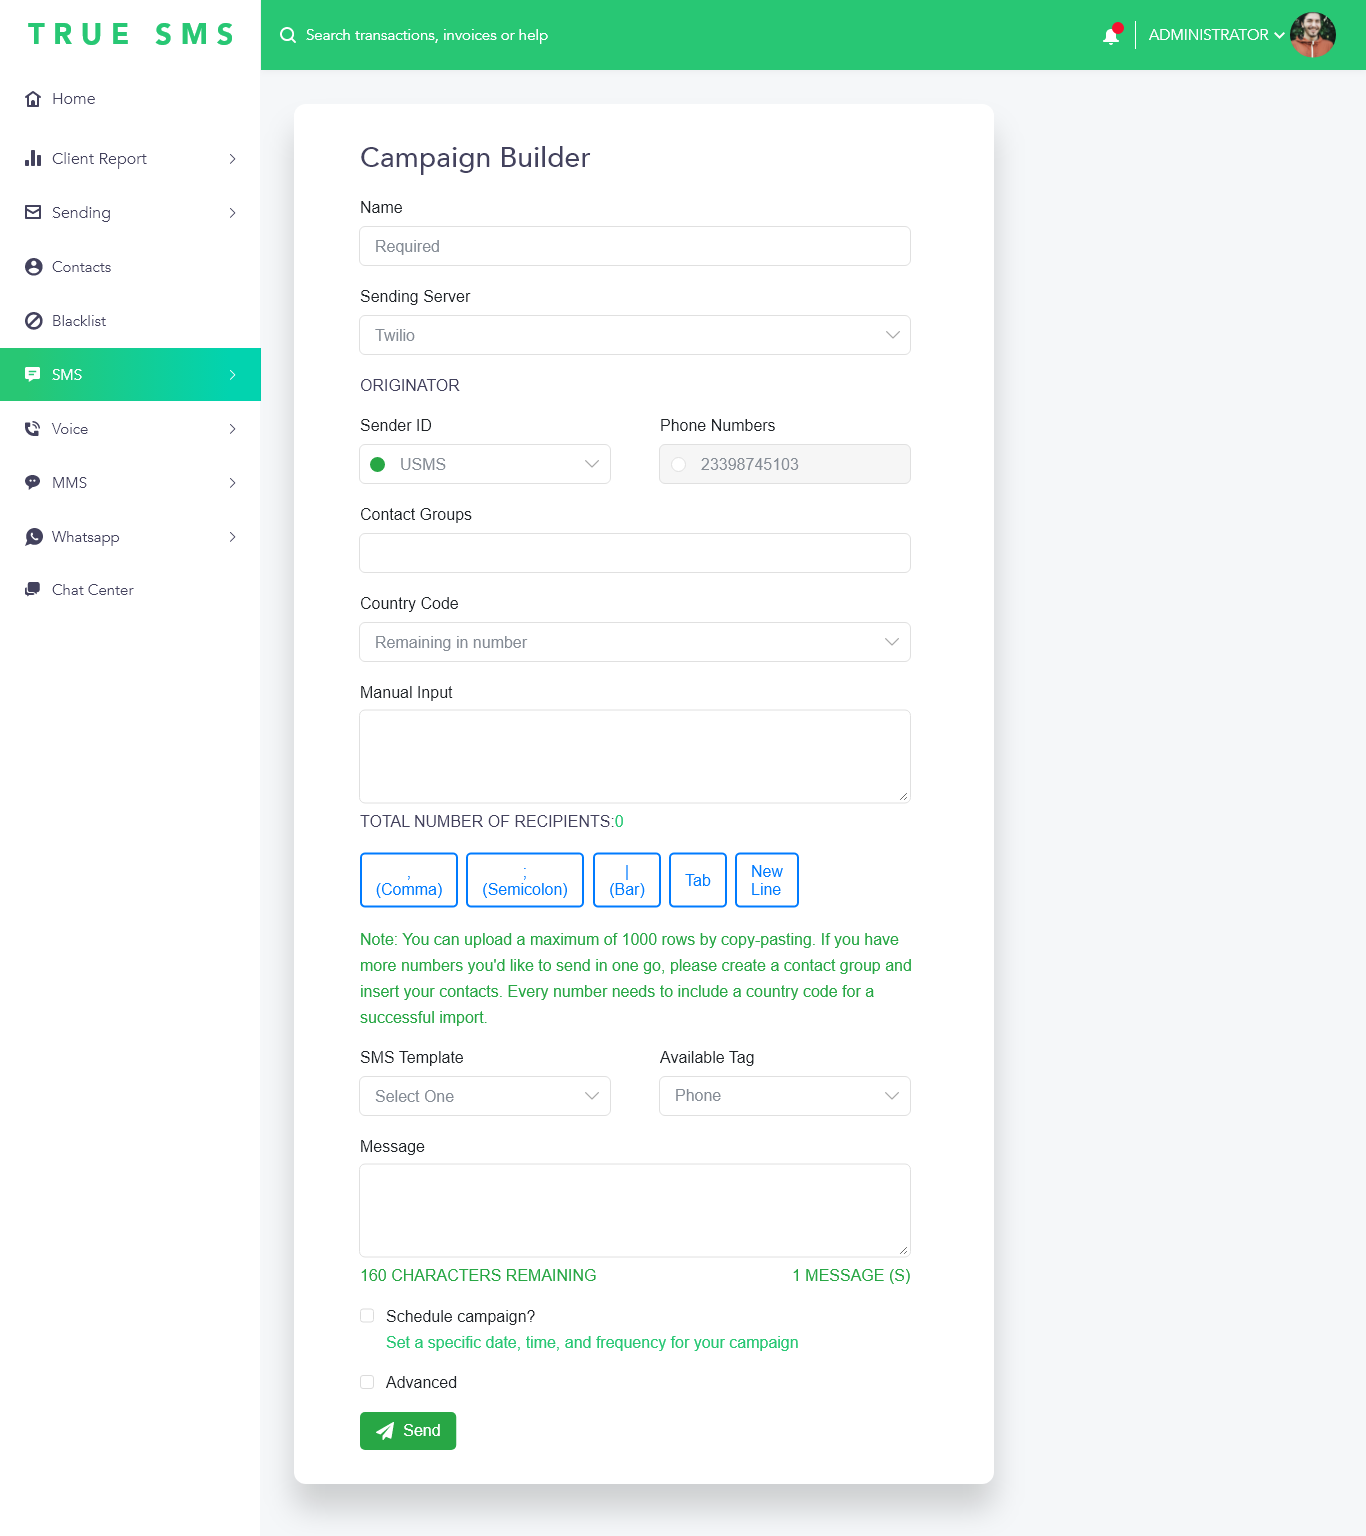 TRUE SMS
Search transactions, invoices or help
ADMINISTRATOR
Home
Client Report
Sending
Contacts
Blacklist
SMS
Voice
MMS
Whatsapp
Chat Center
Campaign Builder
Name
Required
Sending Server
Twilio
ORIGINATOR
Sender ID
Phone Numbers
USMS
23398745103
Contact Groups
Country Code
Remaining in number
Manual Input
TOTAL NUMBER OF RECIPIENTS:0
,
(Comma)
;
(Semicolon)
|
(Bar)
Tab
New
Line
Note: You can upload a maximum of 1000 rows by copy-pasting. If you have
more numbers you'd like to send in one go, please create a contact group and
insert your contacts. Every number needs to include a country code for a
successful import.
SMS Template
Available Tag
Select One
Phone
Message
160 CHARACTERS REMAINING
1 MESSAGE (S)
Schedule campaign?
Set a specific date, time, and frequency for your campaign
Advanced
Send